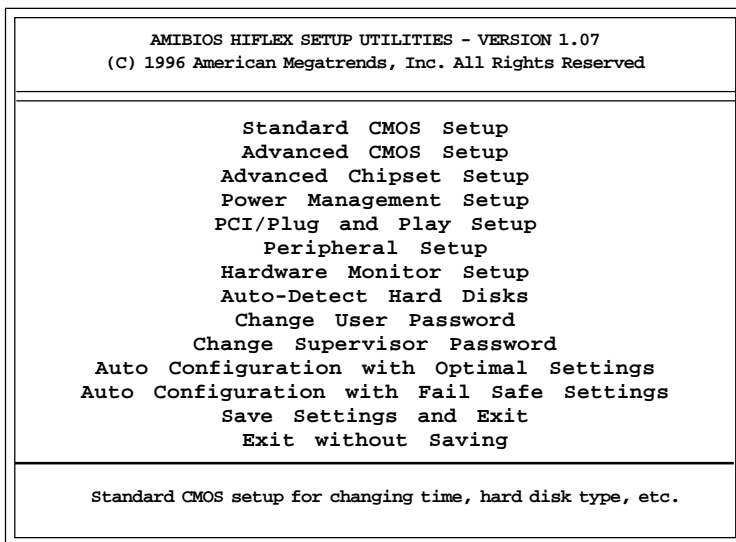 AMIBIOS HIFLEX SETUP UTILITIES - VERSION 1.07
(C) 1996 American Megatrends, Inc. All Rights Reserved
Standard CMOS Setup
Advanced CMOS Setup
Advanced Chipset Setup
Power Management Setup
PCI/Plug and Play Setup
Peripheral Setup
Hardware Monitor Setup
Auto-Detect Hard Disks
Change User Password
Change Supervisor Password
Auto Configuration with Optimal Settings
Auto Configuration with Fail Safe Settings
Save Settings and Exit
Exit without Saving
Standard CMOS setup for changing time, hard disk type, etc.